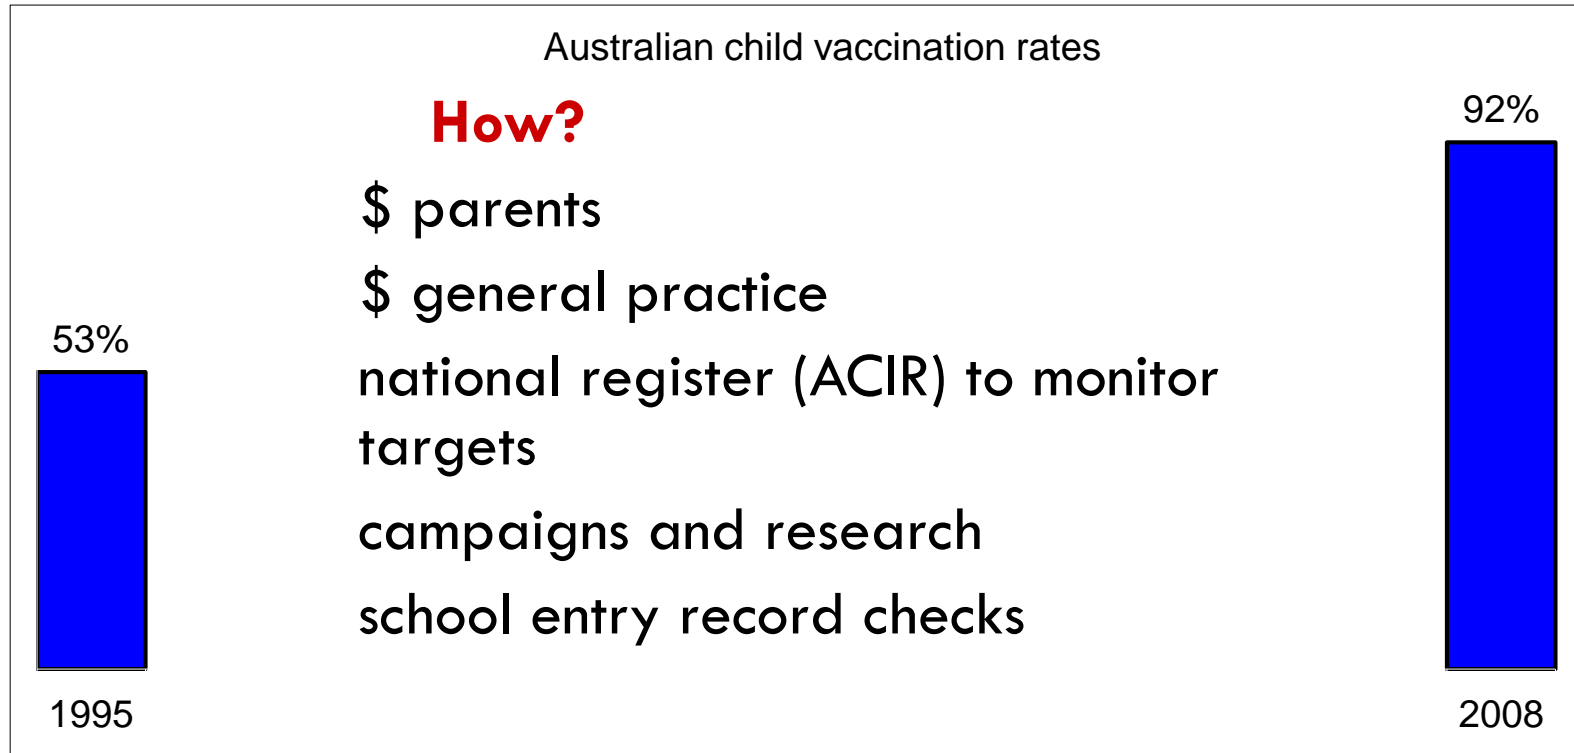 Australian child vaccination rates
How?
92%
$ parents
$ general practice
53%
national register (ACIR) to monitor
targets
campaigns and research
school entry record checks
1995
2008